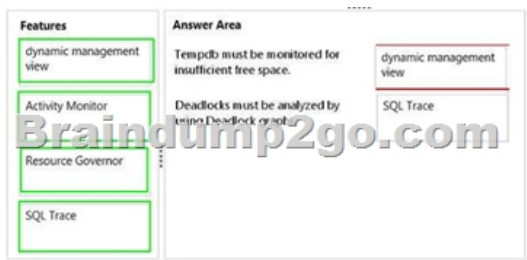 Features
dynamic management
view
Activity Monitor
Resource Governor
SQL Trace
Answer Area
Tempdb must be monitored for
insufficient free space.
dynamic management
view
Deadlocks must be analyzed by
using Deadlock graph
SQL Trace
Braindump2go.com